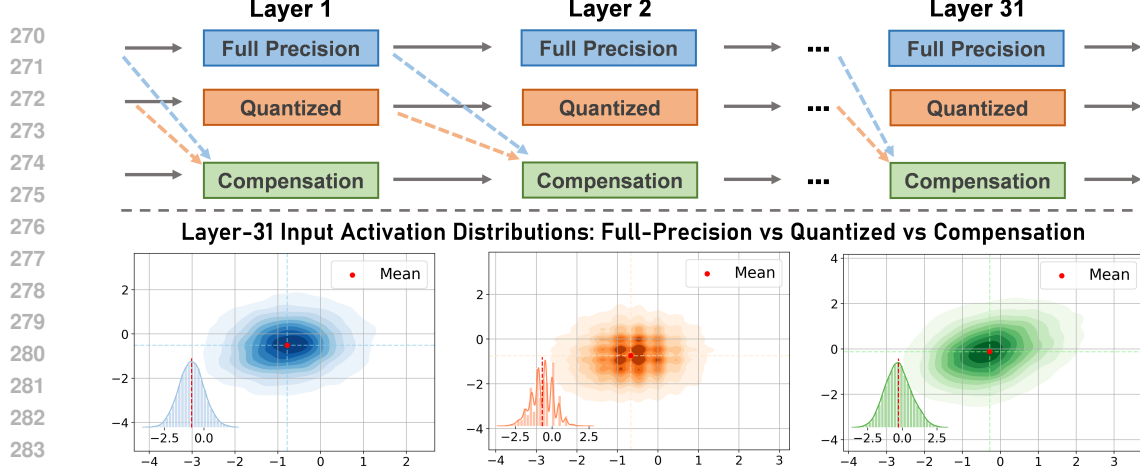 270
271
272
273
274
275
276
277
278
279
280
281
282
283
Layer 1 Layer 2 Layer 31
Full Precision Full Precision ... Full Precision
Quantized Quantized ... Quantized
Compensation Compensation ... Compensation
Layer-31 Input Activation Distributions: Full-Precision vs Quantized vs Compensation
Mean
2
0
−2
−4
−2.5 0.0
−4 −3 −2 −1 0 1 2
Mean
2
0
−2
−4
−2.5 0.0 2.5
−4 −3 −2 −1 0 1 2 3
Mean
4
2
0
−2
−4
−2.5 0.0 2.5
−4 −3 −2 −1 0 1 2 3